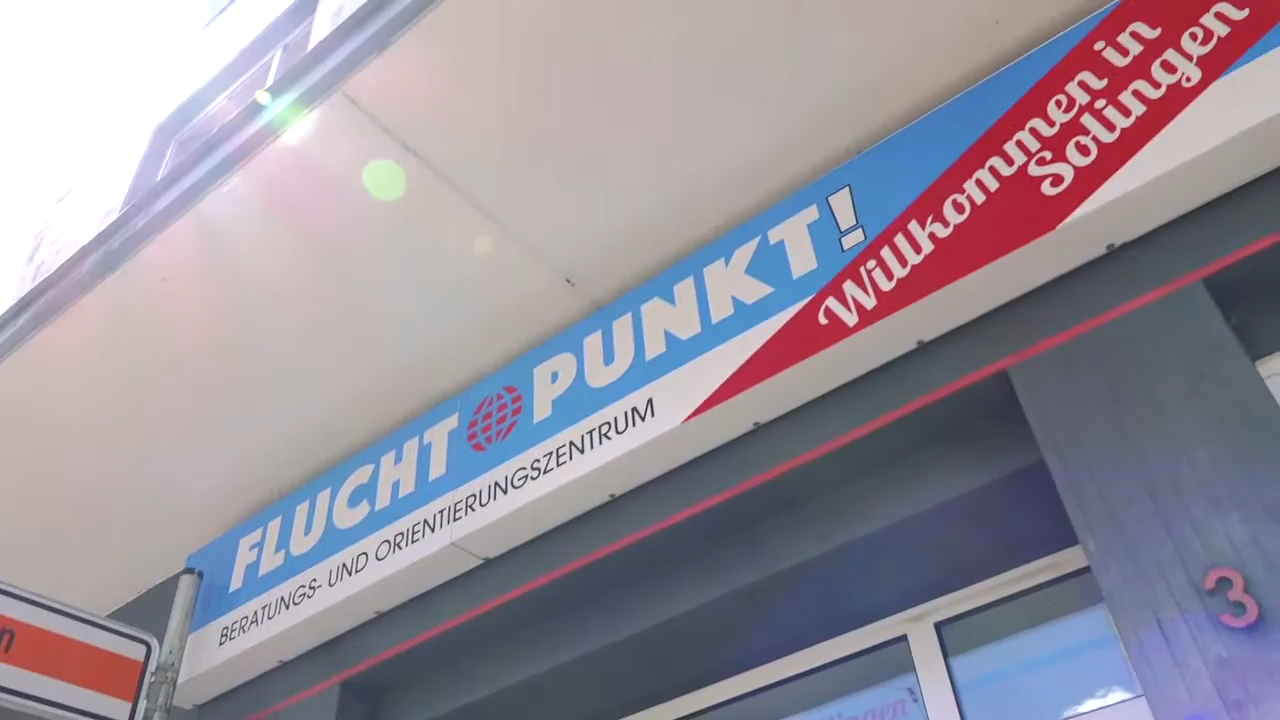 FLUCHT PUNKT!
BERATUNGS- UND ORIENTIERUNGSZENTRUM
Willkommen in
Solingen
3